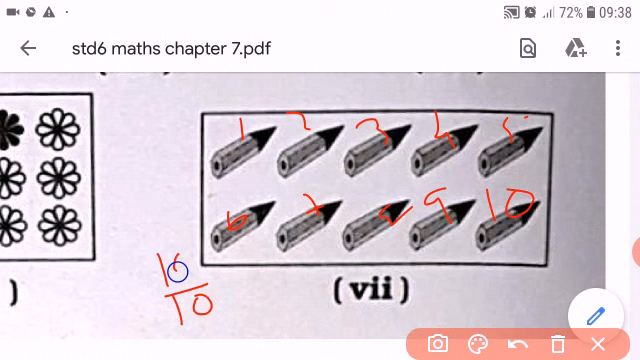 72% 09:38
std6 maths chapter 7.pdf
1 2 3 4 5
6 7 8 9 10
10
10
)
(vii)